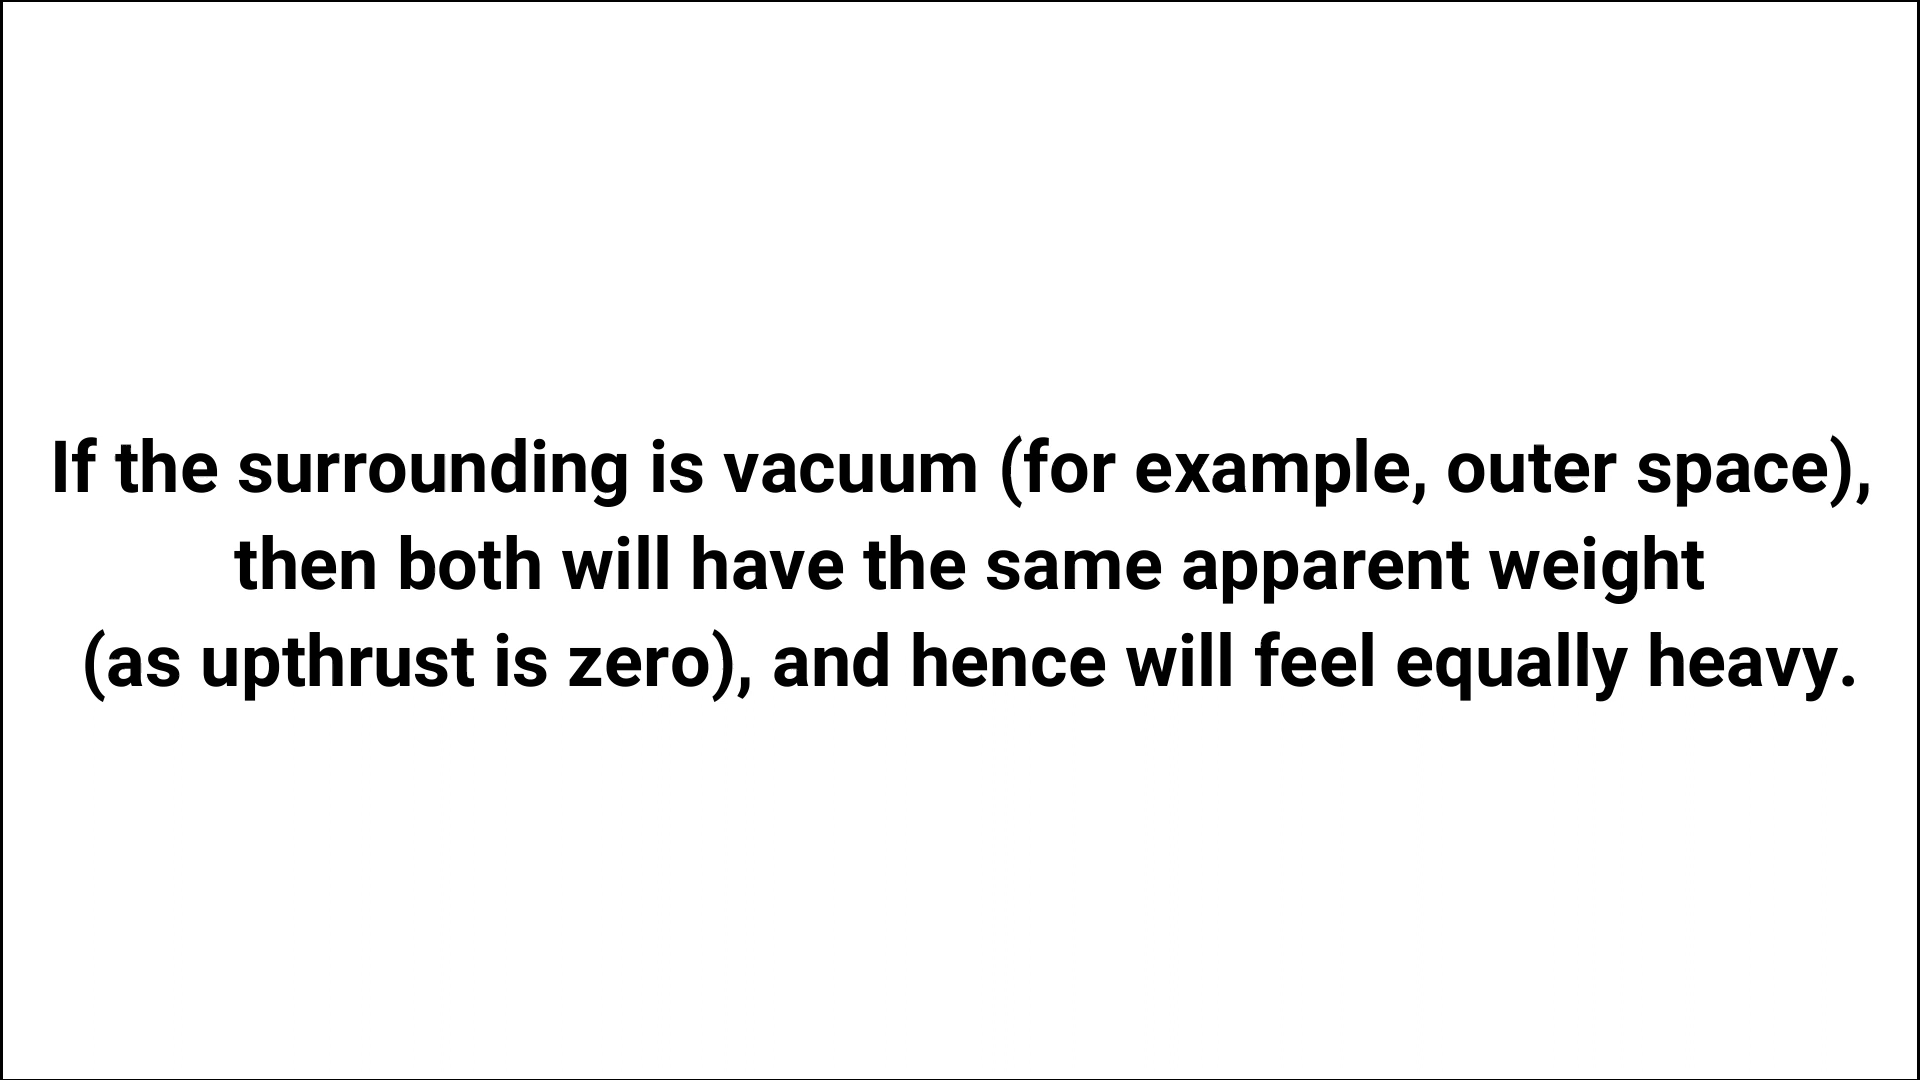 If the surrounding is vacuum (for example, outer space),
then both will have the same apparent weight
(as upthrust is zero), and hence will feel equally heavy.